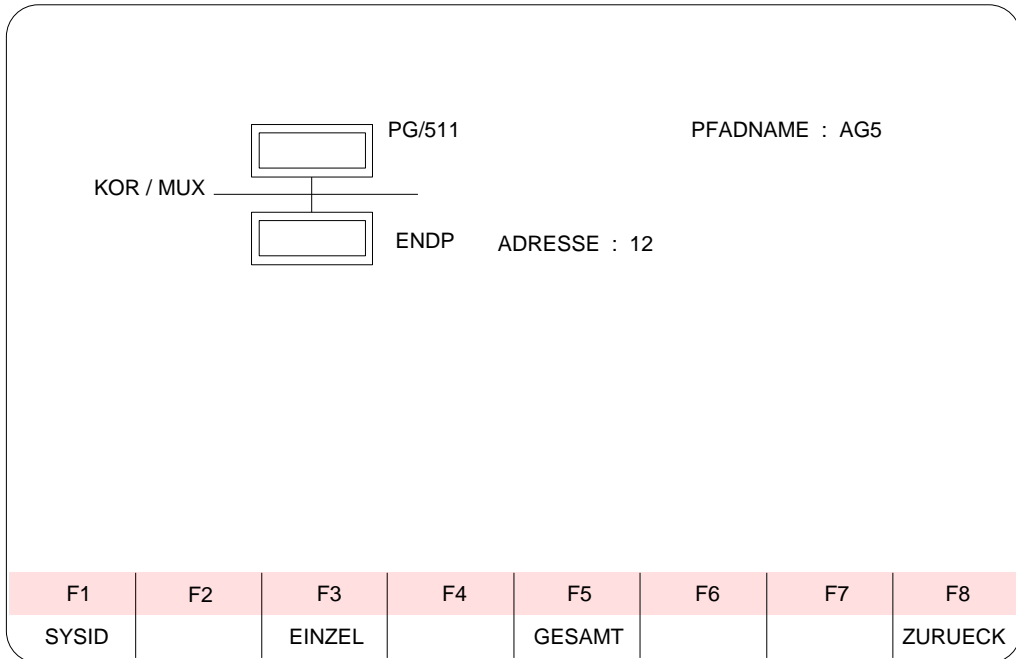 PG/511
PFADNAME : AG5
KOR / MUX
ENDP
ADRESSE : 12
F1 F2 F3 F4 F5 F6 F7 F8
SYSID EINZEL GESAMT ZURUECK